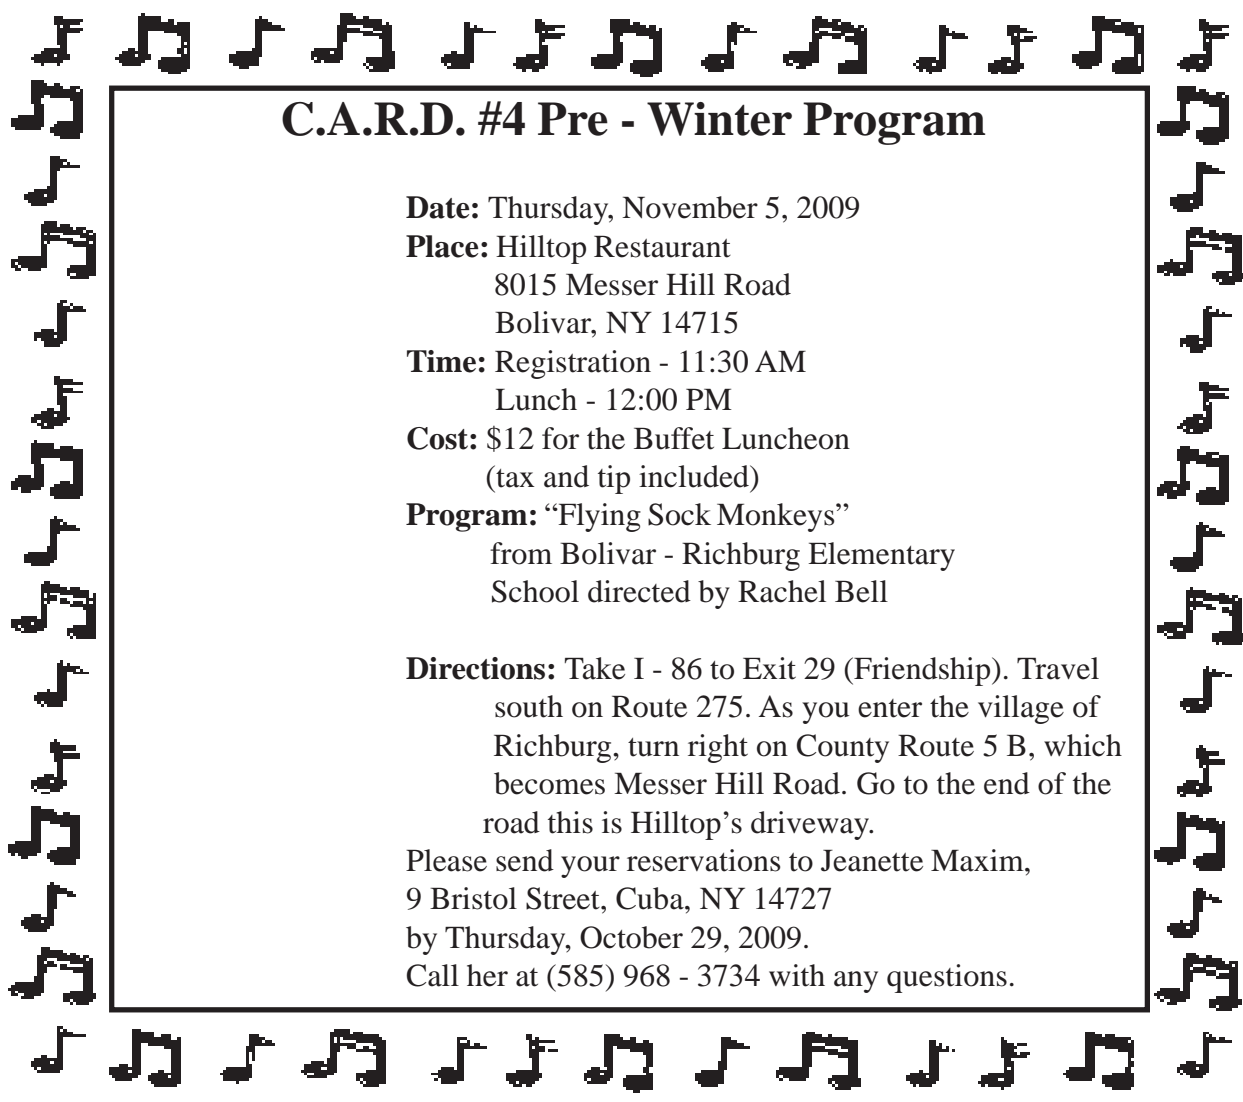 C.A.R.D. #4 Pre - Winter Program
Date: Thursday, November 5, 2009
Place: Hilltop Restaurant
8015 Messer Hill Road
Bolivar, NY 14715
Time: Registration - 11:30 AM
Lunch - 12:00 PM
Cost: $12 for the Buffet Luncheon
(tax and tip included)
Program: “Flying Sock Monkeys”
from Bolivar - Richburg Elementary
School directed by Rachel Bell
Directions: Take I - 86 to Exit 29 (Friendship). Travel
south on Route 275. As you enter the village of
Richburg, turn right on County Route 5 B, which
becomes Messer Hill Road. Go to the end of the
road this is Hilltop’s driveway.
Please send your reservations to Jeanette Maxim,
9 Bristol Street, Cuba, NY 14727
by Thursday, October 29, 2009.
Call her at (585) 968 - 3734 with any questions.